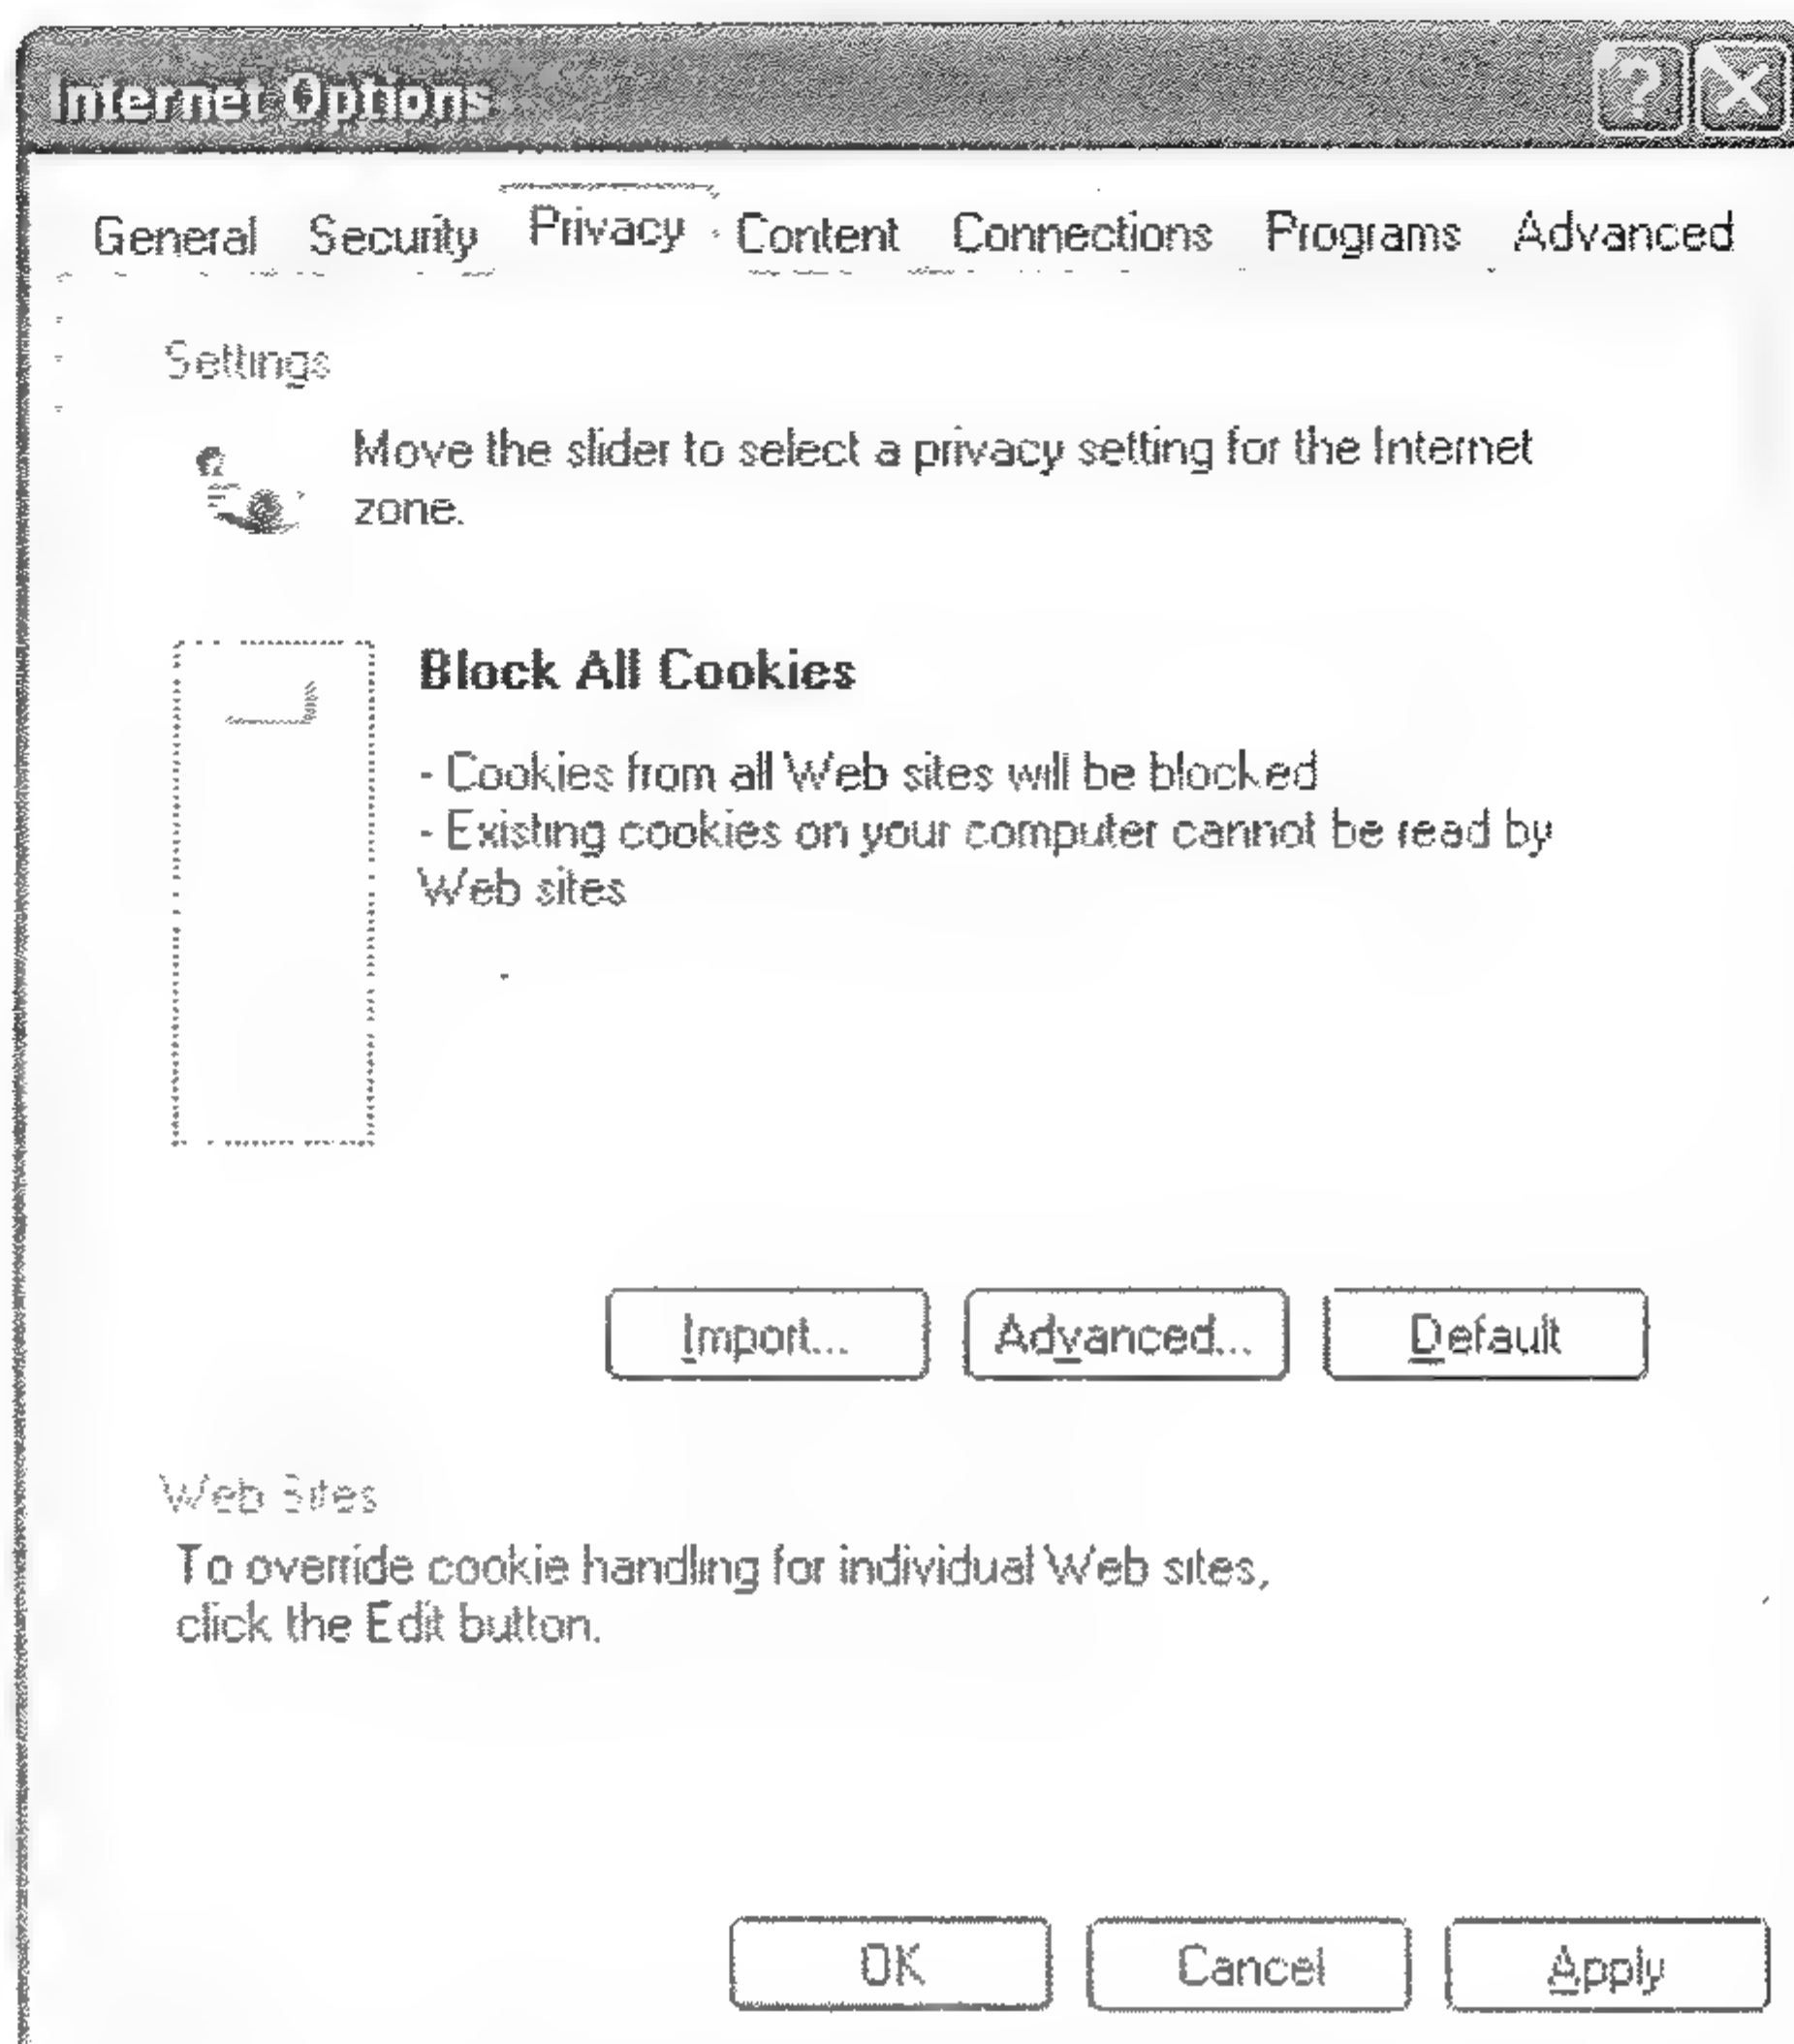 Internet Options
General Security Privacy Content Connections Programs Advanced
Settings
Move the slider to select a privacy setting for the Internet
zone.
Block All Cookies
- Cookies from all Web sites will be blocked
- Existing cookies on your computer cannot be read by
Web sites
Import... Advanced... Default
Web Sites
To override cookie handling for individual Web sites,
click the Edit button.
OK Cancel Apply